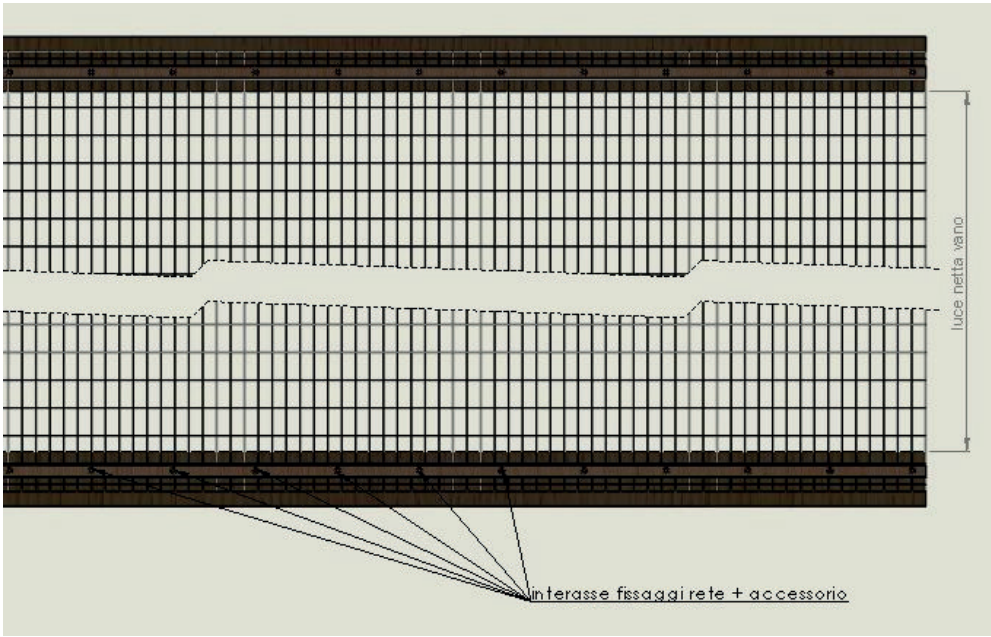 luce netta vano
interasse fissaggi rete + accessorio